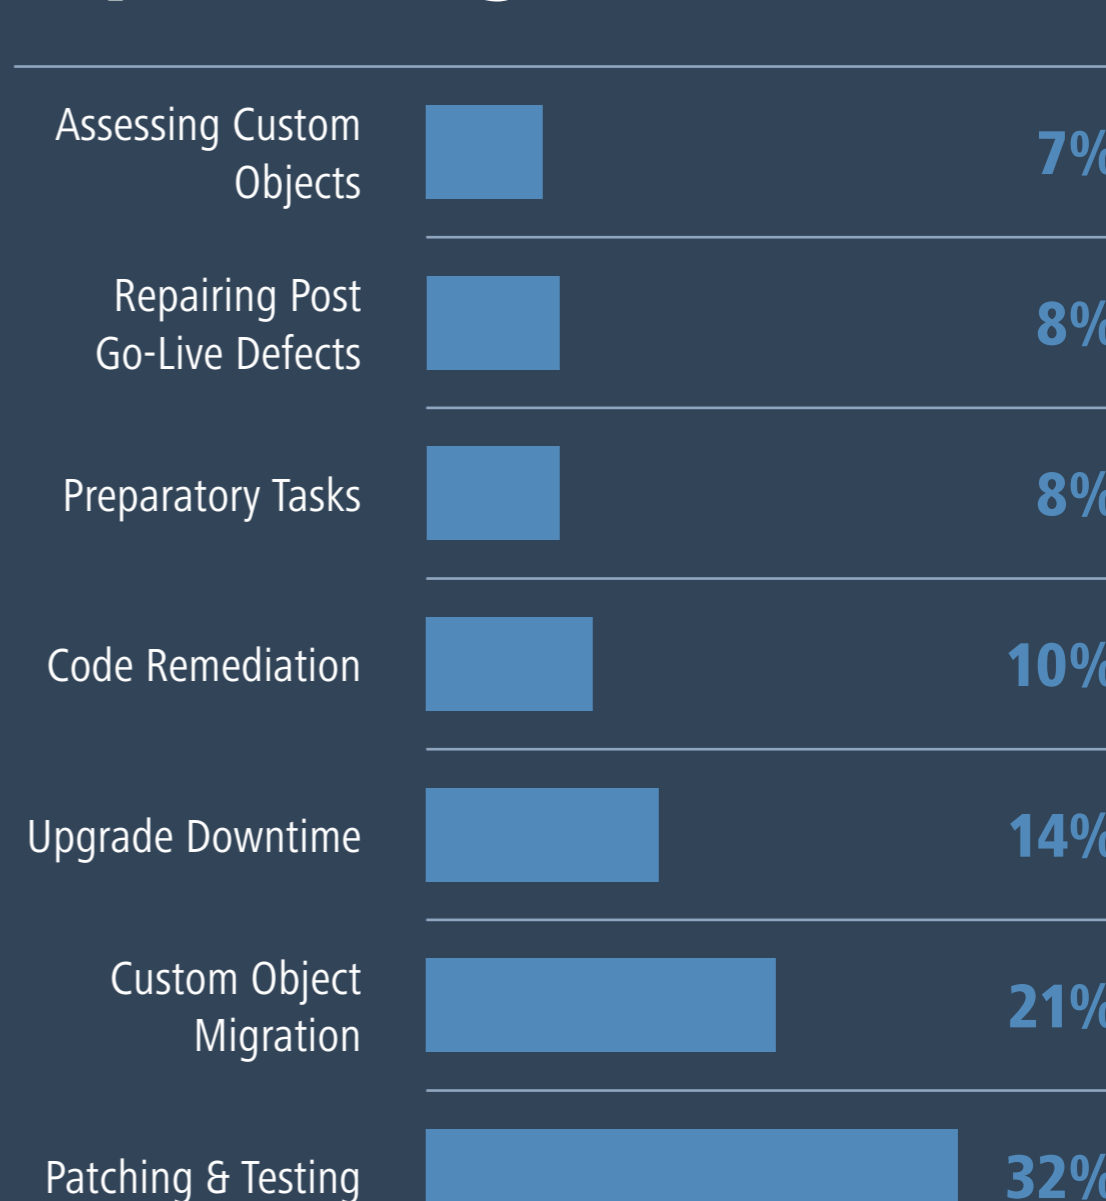 Assessing Custom
Objects
7%
Repairing Post
Go-Live Defects
8%
Preparatory Tasks
8%
Code Remediation
10%
Upgrade Downtime
14%
Custom Object
Migration
21%
Patching & Testing
32%